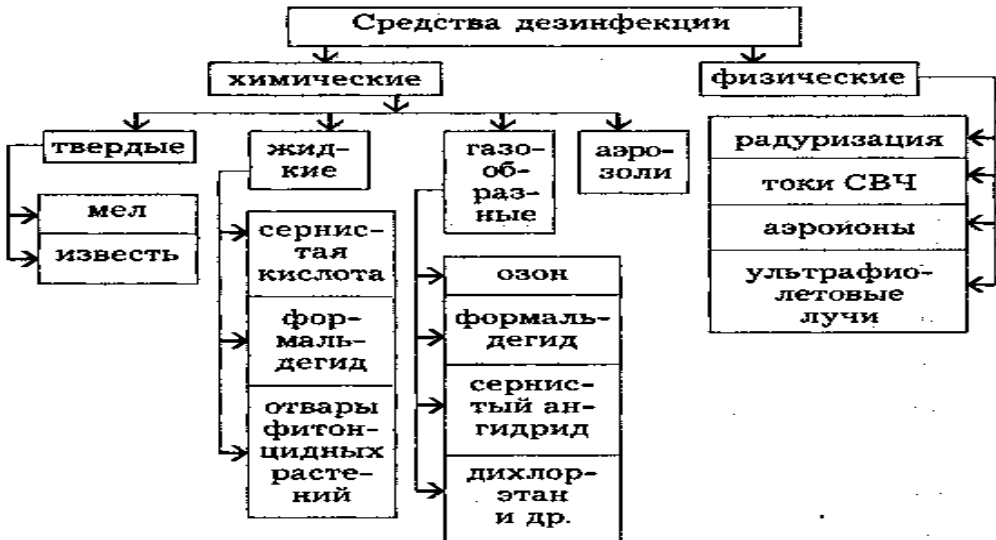 Средства дезинфекции
химические
физические
твердые
мел
известь
жид-
кие
сернис-
тая
кислота
фор-
маль-
дегид
отвары
фитон-
цидных
расте-
ний
газо-
об-
раз-
ные
озон
формаль-
дегид
сернис-
тый ан-
гидрид
дихлор-
этан
и др.
аэро-
золи
радуризация
токи СВЧ
аэройоны
ультрафио-
летовые
лучи